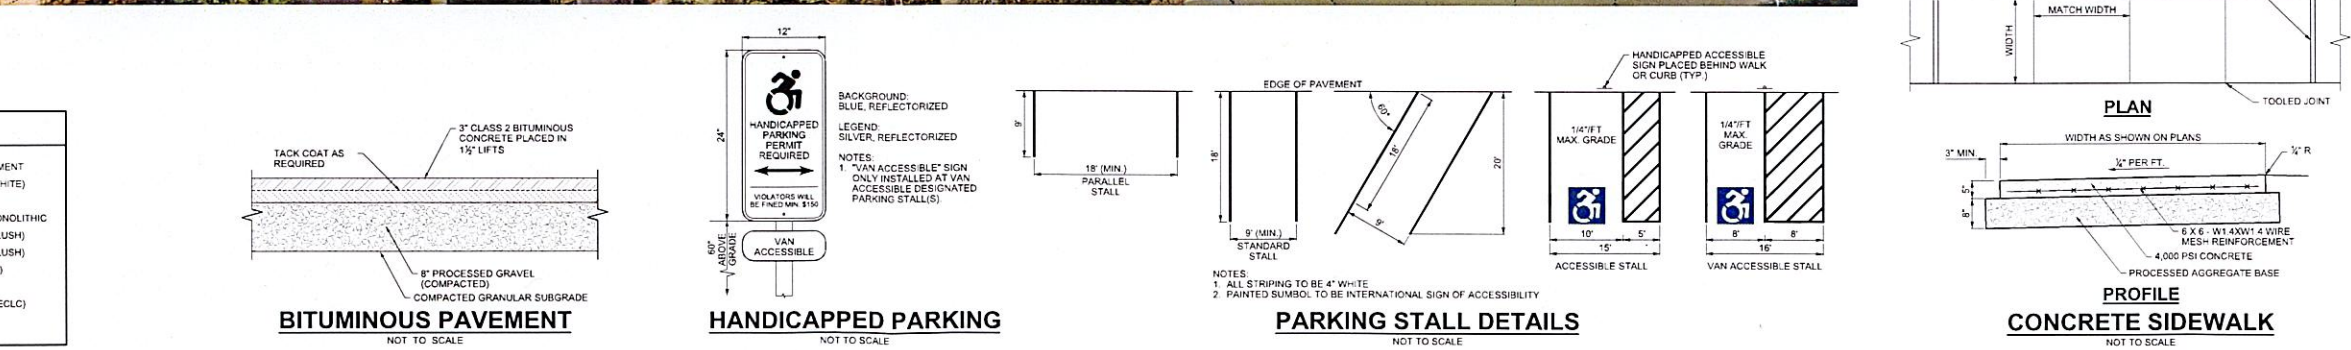 MENT
HITE)
ONOLITHIC
LUSH)
LUSH)
)
ECLC)
3" CLASS 2 BITUMINOUS
CONCRETE PLACED IN
1½" LIFTS
TACK COAT AS
REQUIRED
8" PROCESSED GRAVEL
(COMPACTED)
COMPACTED GRANULAR SUBGRADE
BITUMINOUS PAVEMENT
NOT TO SCALE
12"
24"
60"
ABOVE
GRADE
HANDICAPPED
PARKING
PERMIT
REQUIRED
VIOLATORS WILL
BE FINED MIN. $150
VAN
ACCESSIBLE
BACKGROUND:
BLUE, REFLECTORIZED
LEGEND:
SILVER, REFLECTORIZED
NOTES:
1. "VAN ACCESSIBLE" SIGN
ONLY INSTALLED AT VAN
ACCESSIBLE DESIGNATED
PARKING STALL(S).
HANDICAPPED PARKING
NOT TO SCALE
9'
18' (MIN.)
PARALLEL
STALL
EDGE OF PAVEMENT
18'
9' (MIN.)
STANDARD
STALL
60°
18'
9'
20'
HANDICAPPED ACCESSIBLE
SIGN PLACED BEHIND WALK
OR CURB (TYP.)
1/4"/FT
MAX. GRADE
10'
5'
15'
ACCESSIBLE STALL
1/4"/FT
MAX.
GRADE
8'
8'
16'
VAN ACCESSIBLE STALL
NOTES:
1. ALL STRIPING TO BE 4" WHITE
2. PAINTED SUMBOL TO BE INTERNATIONAL SIGN OF ACCESSIBILITY
PARKING STALL DETAILS
NOT TO SCALE
MATCH WIDTH
WIDTH
TOOLED JOINT
PLAN
WIDTH AS SHOWN ON PLANS
3" MIN.
¼" PER FT.
¼" R
5"
8"
6 X 6 - W1.4XW1.4 WIRE
MESH REINFORCEMENT
4,000 PSI CONCRETE
PROCESSED AGGREGATE BASE
PROFILE
CONCRETE SIDEWALK
NOT TO SCALE